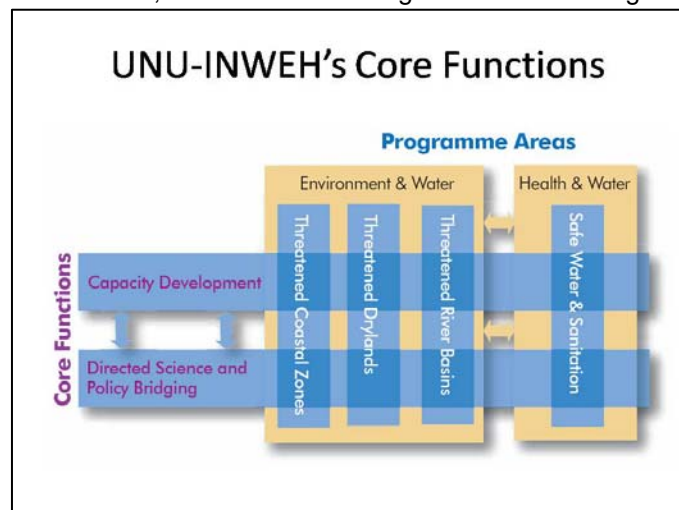 UNU-INWEH's Core Functions
Programme Areas
Environment & Water
Health & Water
Core Functions
Capacity Development
Directed Science and
Policy Bridging
Threatened Coastal Zones
Threatened Drylands
Threatened River Basins
Safe Water & Sanitation